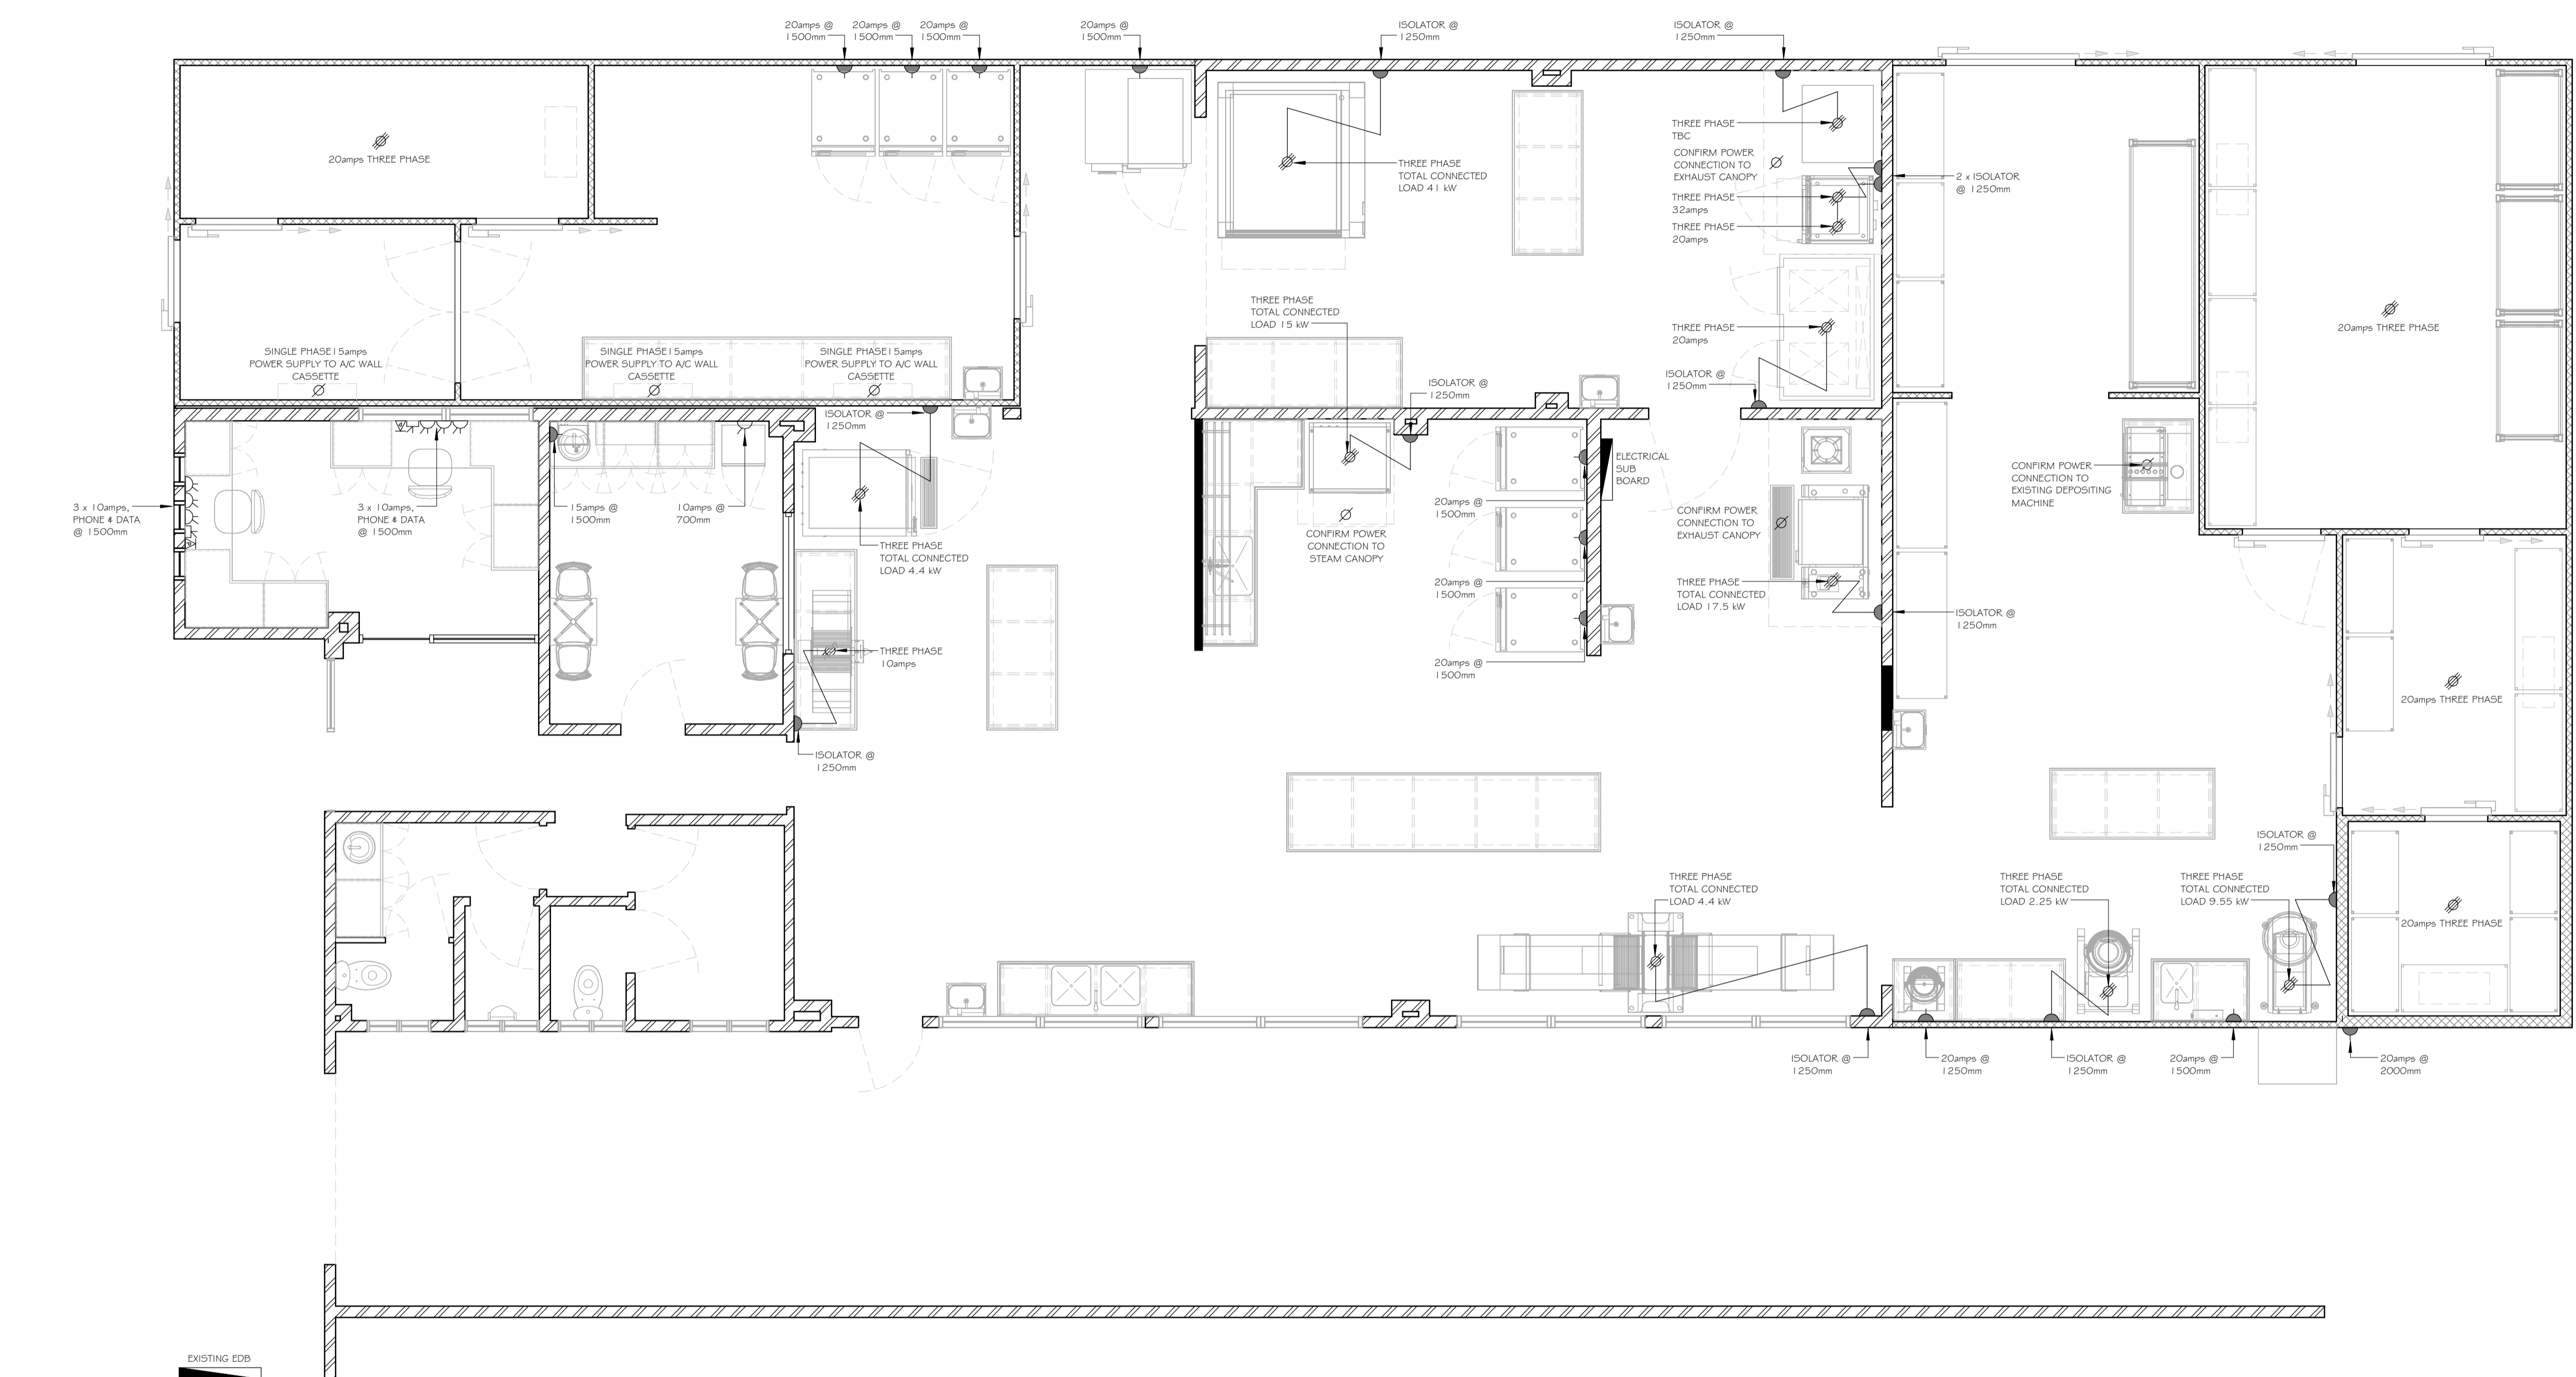 20amps @
1500mm
20amps @
1500mm
20amps @
1500mm
20amps @
1500mm
ISOLATOR @
1250mm
ISOLATOR @
1250mm
20amps THREE PHASE
THREE PHASE
TOTAL CONNECTED
LOAD 41 kW
THREE PHASE
TBC
CONFIRM POWER
CONNECTION TO
EXHAUST CANOPY
THREE PHASE
32amps
THREE PHASE
20amps
2 x ISOLATOR
@ 1250mm
THREE PHASE
TOTAL CONNECTED
LOAD 15 kW
THREE PHASE
20amps
20amps THREE PHASE
SINGLE PHASE15amps
POWER SUPPLY TO A/C WALL
CASSETTE
SINGLE PHASE15amps
POWER SUPPLY TO A/C WALL
CASSETTE
SINGLE PHASE15amps
POWER SUPPLY TO A/C WALL
CASSETTE
ISOLATOR @
1250mm
ISOLATOR @
1250mm
ISOLATOR @
1250mm
ELECTRICAL
SUB
BOARD
CONFIRM POWER
CONNECTION TO
EXISTING DEPOSITING
MACHINE
3 x 10amps,
PHONE & DATA
@ 1500mm
3 x 10amps,
PHONE & DATA
@ 1500mm
15amps @
1500mm
10amps @
700mm
THREE PHASE
TOTAL CONNECTED
LOAD 4.4 kW
CONFIRM POWER
CONNECTION TO
STEAM CANOPY
20amps @
1500mm
20amps @
1500mm
20amps @
1500mm
CONFIRM POWER
CONNECTION TO
EXHAUST CANOPY
THREE PHASE
TOTAL CONNECTED
LOAD 17.5 kW
ISOLATOR @
1250mm
THREE PHASE
10amps
ISOLATOR @
1250mm
20amps THREE PHASE
ISOLATOR @
1250mm
THREE PHASE
TOTAL CONNECTED
LOAD 4.4 kW
THREE PHASE
TOTAL CONNECTED
LOAD 2.25 kW
THREE PHASE
TOTAL CONNECTED
LOAD 9.55 kW
20amps THREE PHASE
ISOLATOR @
1250mm
20amps @
1250mm
ISOLATOR @
1250mm
20amps @
1500mm
20amps @
2000mm
EXISTING EDB